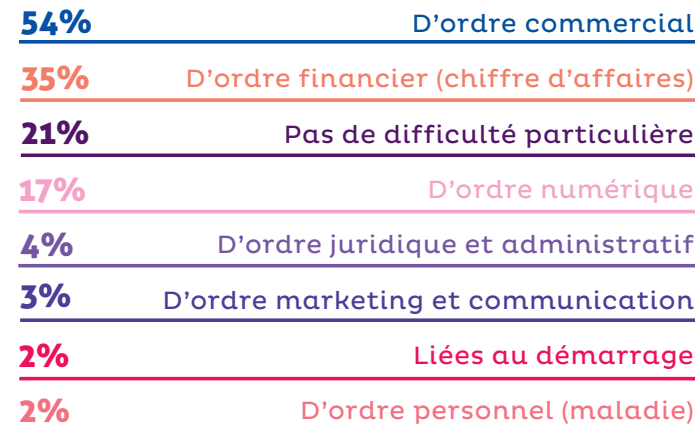 54% D'ordre commercial
35% D'ordre financier (chiffre d'affaires)
21% Pas de difficulté particulière
17% D'ordre numérique
4% D'ordre juridique et administratif
3% D'ordre marketing et communication
2% Liées au démarrage
2% D'ordre personnel (maladie)